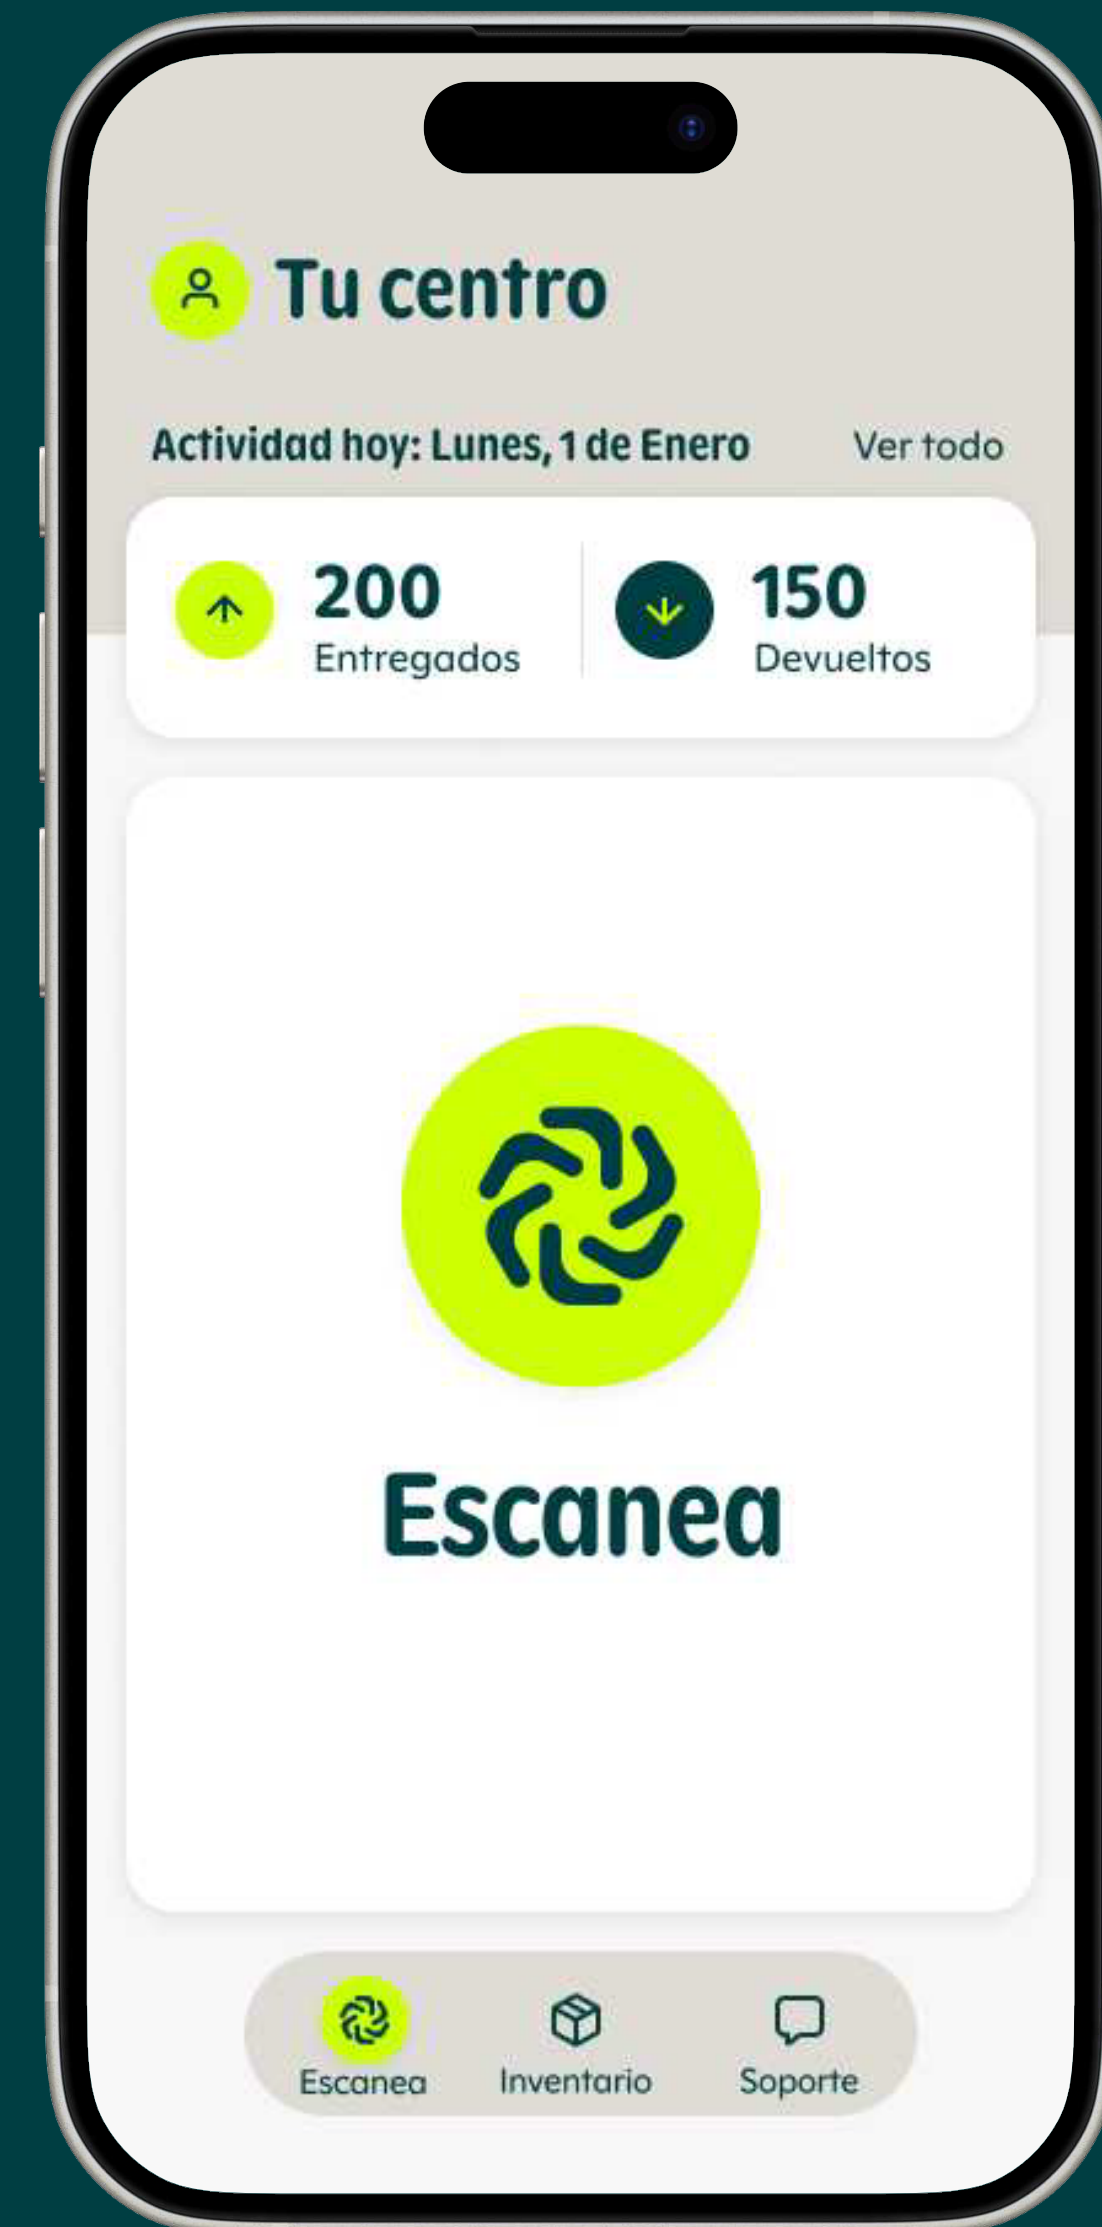 Tu centro
Actividad hoy: Lunes, 1 de Enero
Ver todo
200
Entregados
150
Devueltos
Escanea
Escanea
Inventario
Soporte